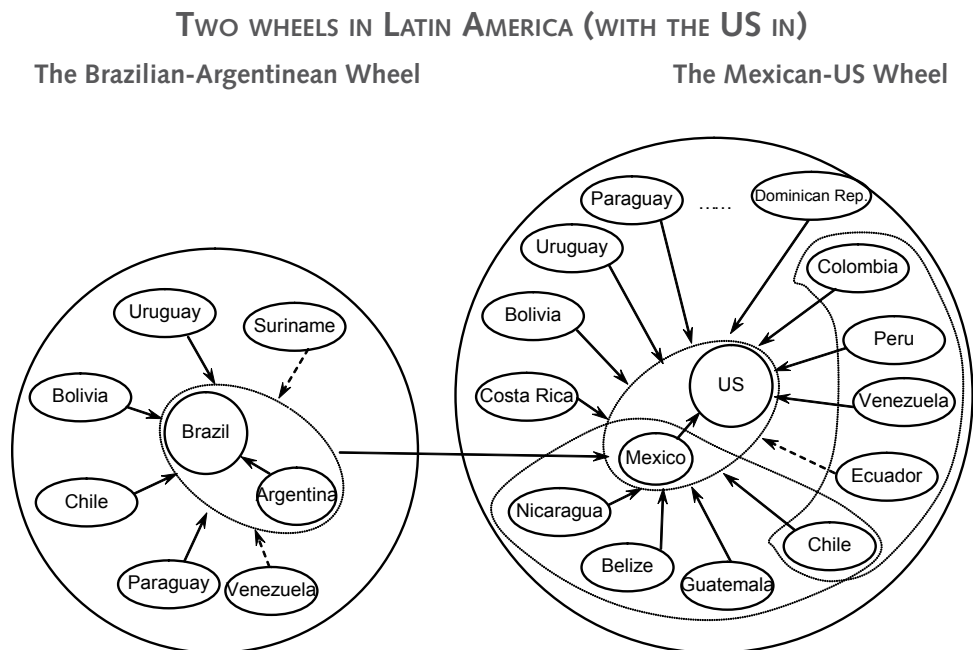 Two wheels in Latin America (with the US in)
The Brazilian-Argentinean Wheel
The Mexican-US Wheel
Uruguay
Suriname
Bolivia
Brazil
Argentina
Chile
Paraguay
Venezuela
Paraguay
......
Dominican Rep.
Uruguay
Colombia
Bolivia
Peru
US
Costa Rica
Venezuela
Mexico
Ecuador
Nicaragua
Chile
Belize
Guatemala